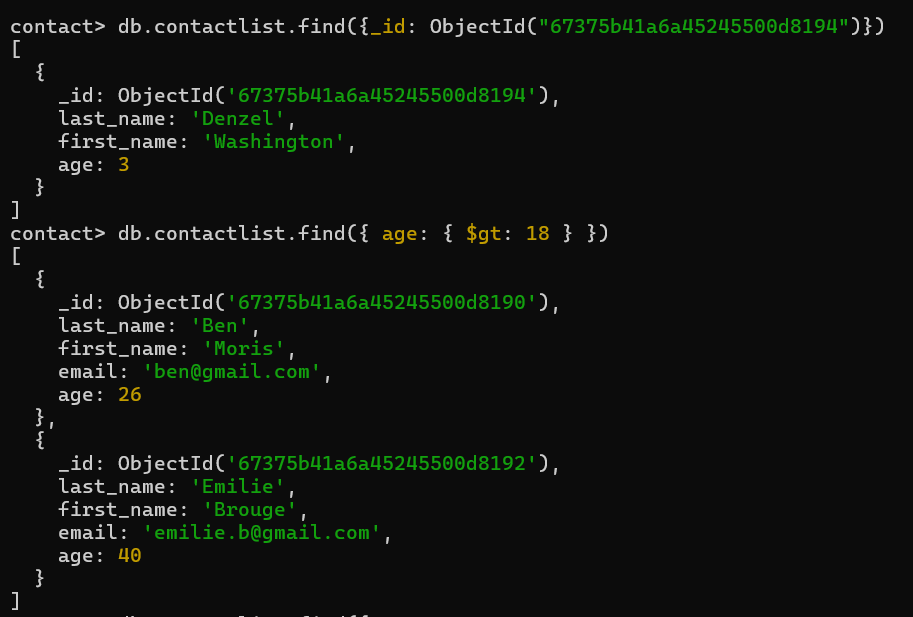 contact> db.contactlist.find({_id: ObjectId("67375b41a6a45245500d8194")})
[
  {
    _id: ObjectId('67375b41a6a45245500d8194'),
    last_name: 'Denzel',
    first_name: 'Washington',
    age: 3
  }
]
contact> db.contactlist.find({ age: { $gt: 18 } })
[
  {
    _id: ObjectId('67375b41a6a45245500d8190'),
    last_name: 'Ben',
    first_name: 'Moris',
    email: 'ben@gmail.com',
    age: 26
  },
  {
    _id: ObjectId('67375b41a6a45245500d8192'),
    last_name: 'Emilie',
    first_name: 'Brouge',
    email: 'emilie.b@gmail.com',
    age: 40
  }
]